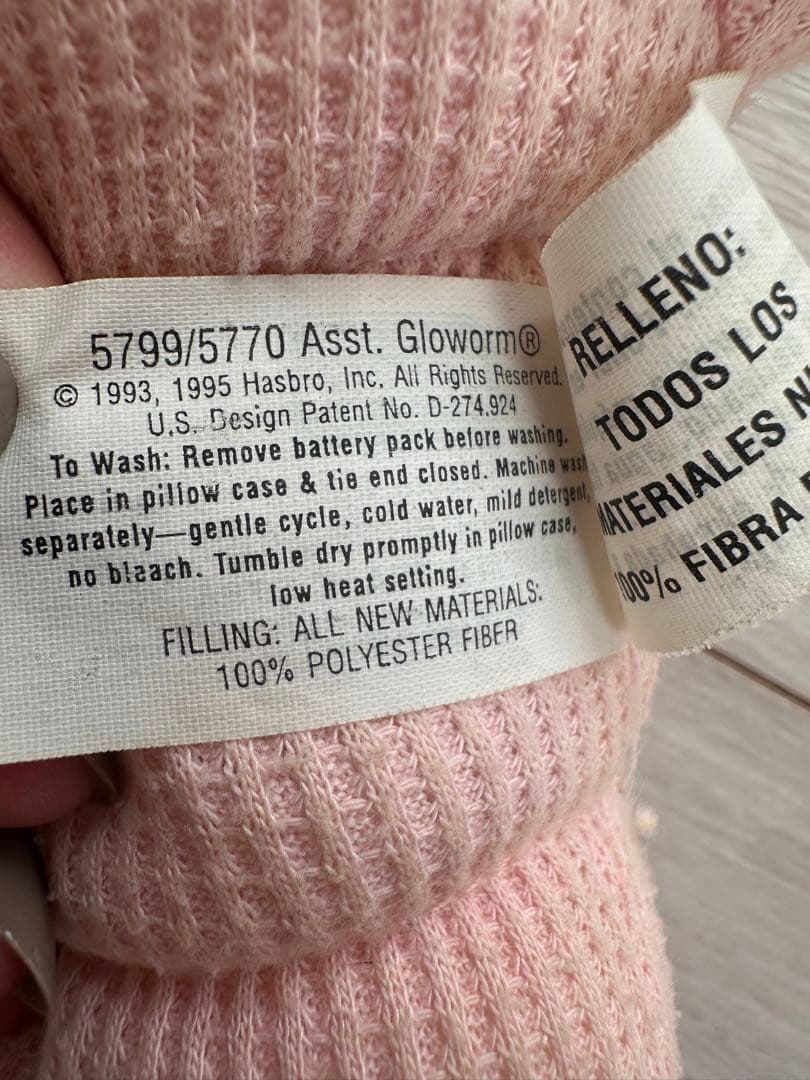 5799/5770 Asst. Gloworm®
© 1993, 1995 Hasbro, Inc. All Rights Reserved.
U.S. Design Patent No. D-274,924
To Wash: Remove battery pack before washing.
Place in pillow case & tie end closed. Machine wash
separately—gentle cycle, cold water, mild detergent,
no bleach. Tumble dry promptly in pillow case,
low heat setting.
FILLING: ALL NEW MATERIALS:
100% POLYESTER FIBER
RELLENO:
TODOS LOS
MATERIALES
100% FIBRA